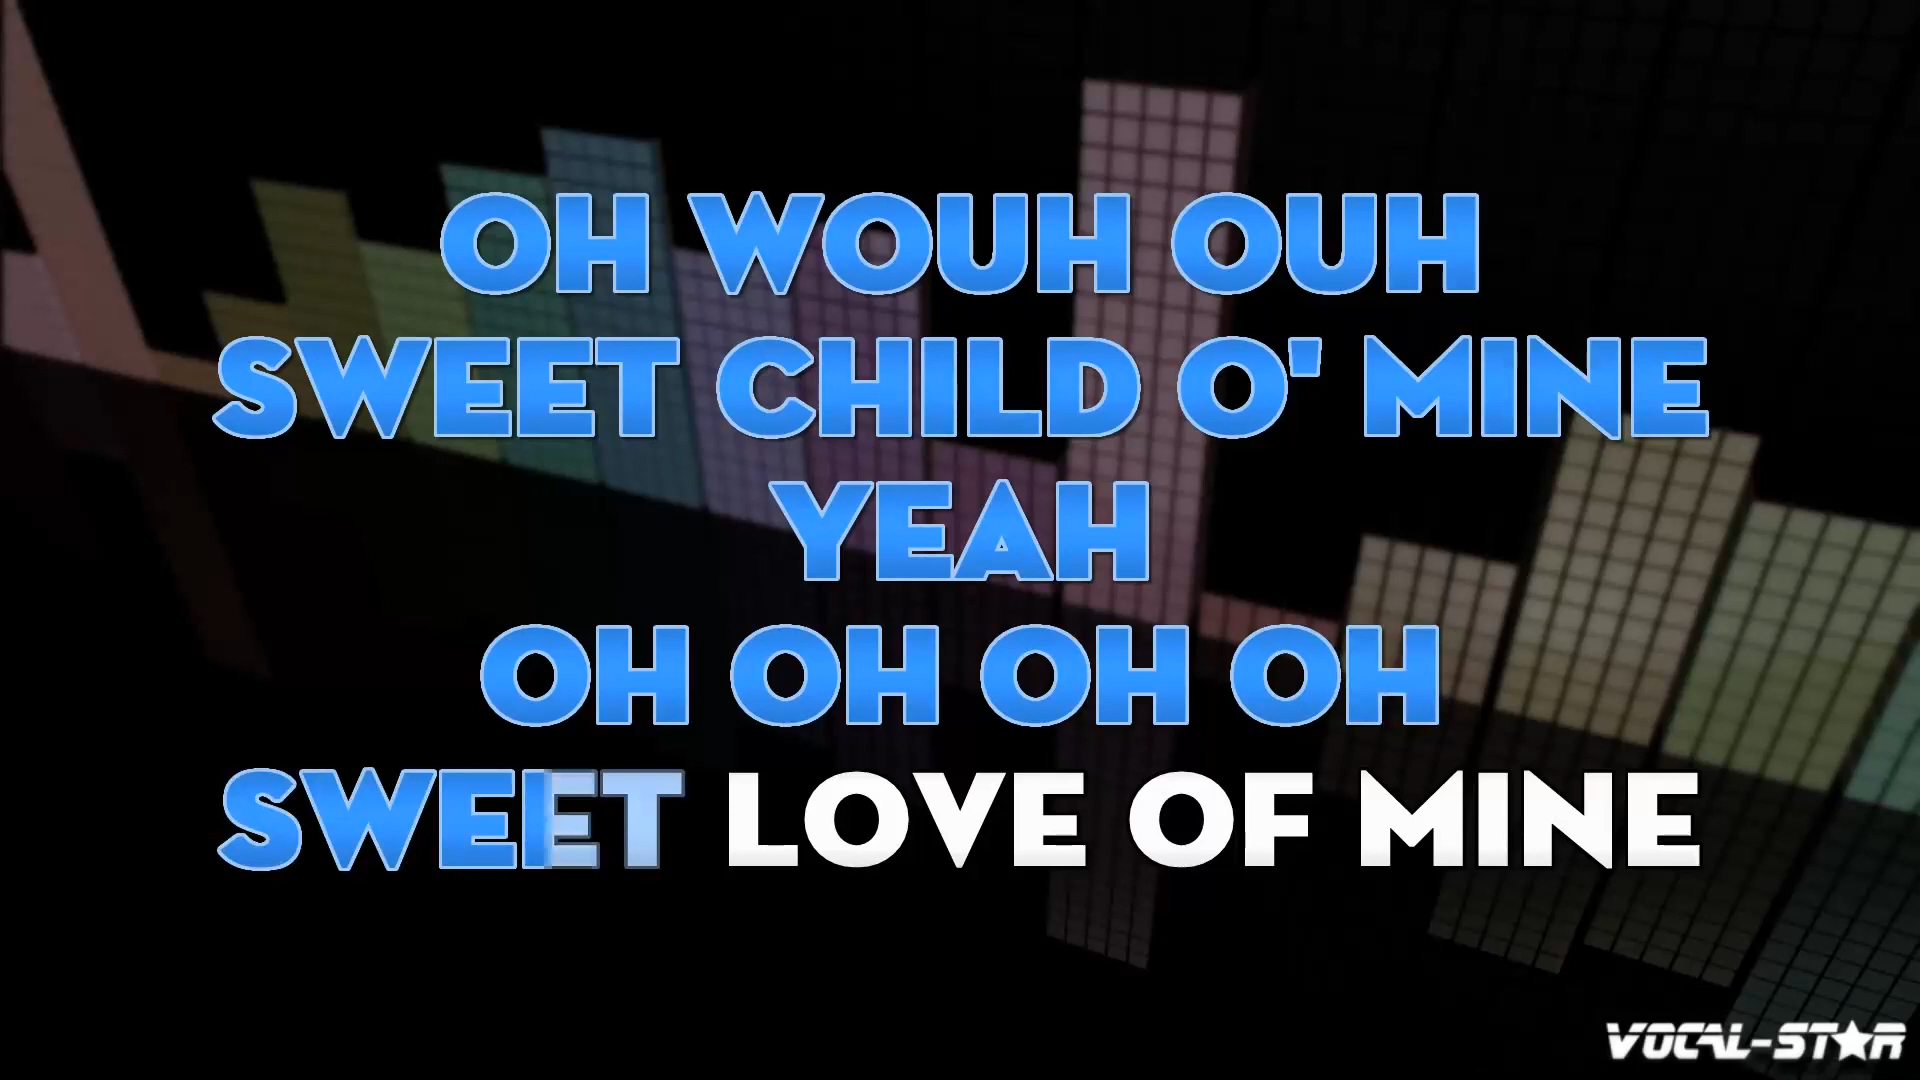 OH WOUH OUH
SWEET CHILD O' MINE
YEAH
OH OH OH OH
SWEET LOVE OF MINE
VOCAL-STAR